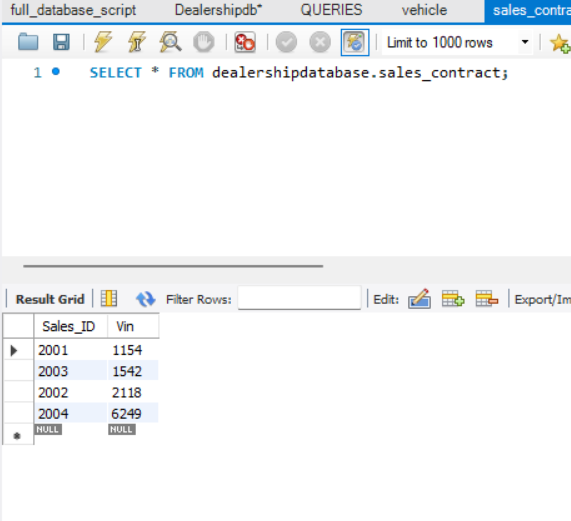 full_database_script Dealershipdb* QUERIES vehicle sales_contra
Limit to 1000 rows
1 SELECT * FROM dealershipdatabase.sales_contract;
Result Grid Filter Rows: Edit: Export/Im
Sales_ID Vin
2001 1154
2003 1542
2002 2118
2004 6249
NULL NULL